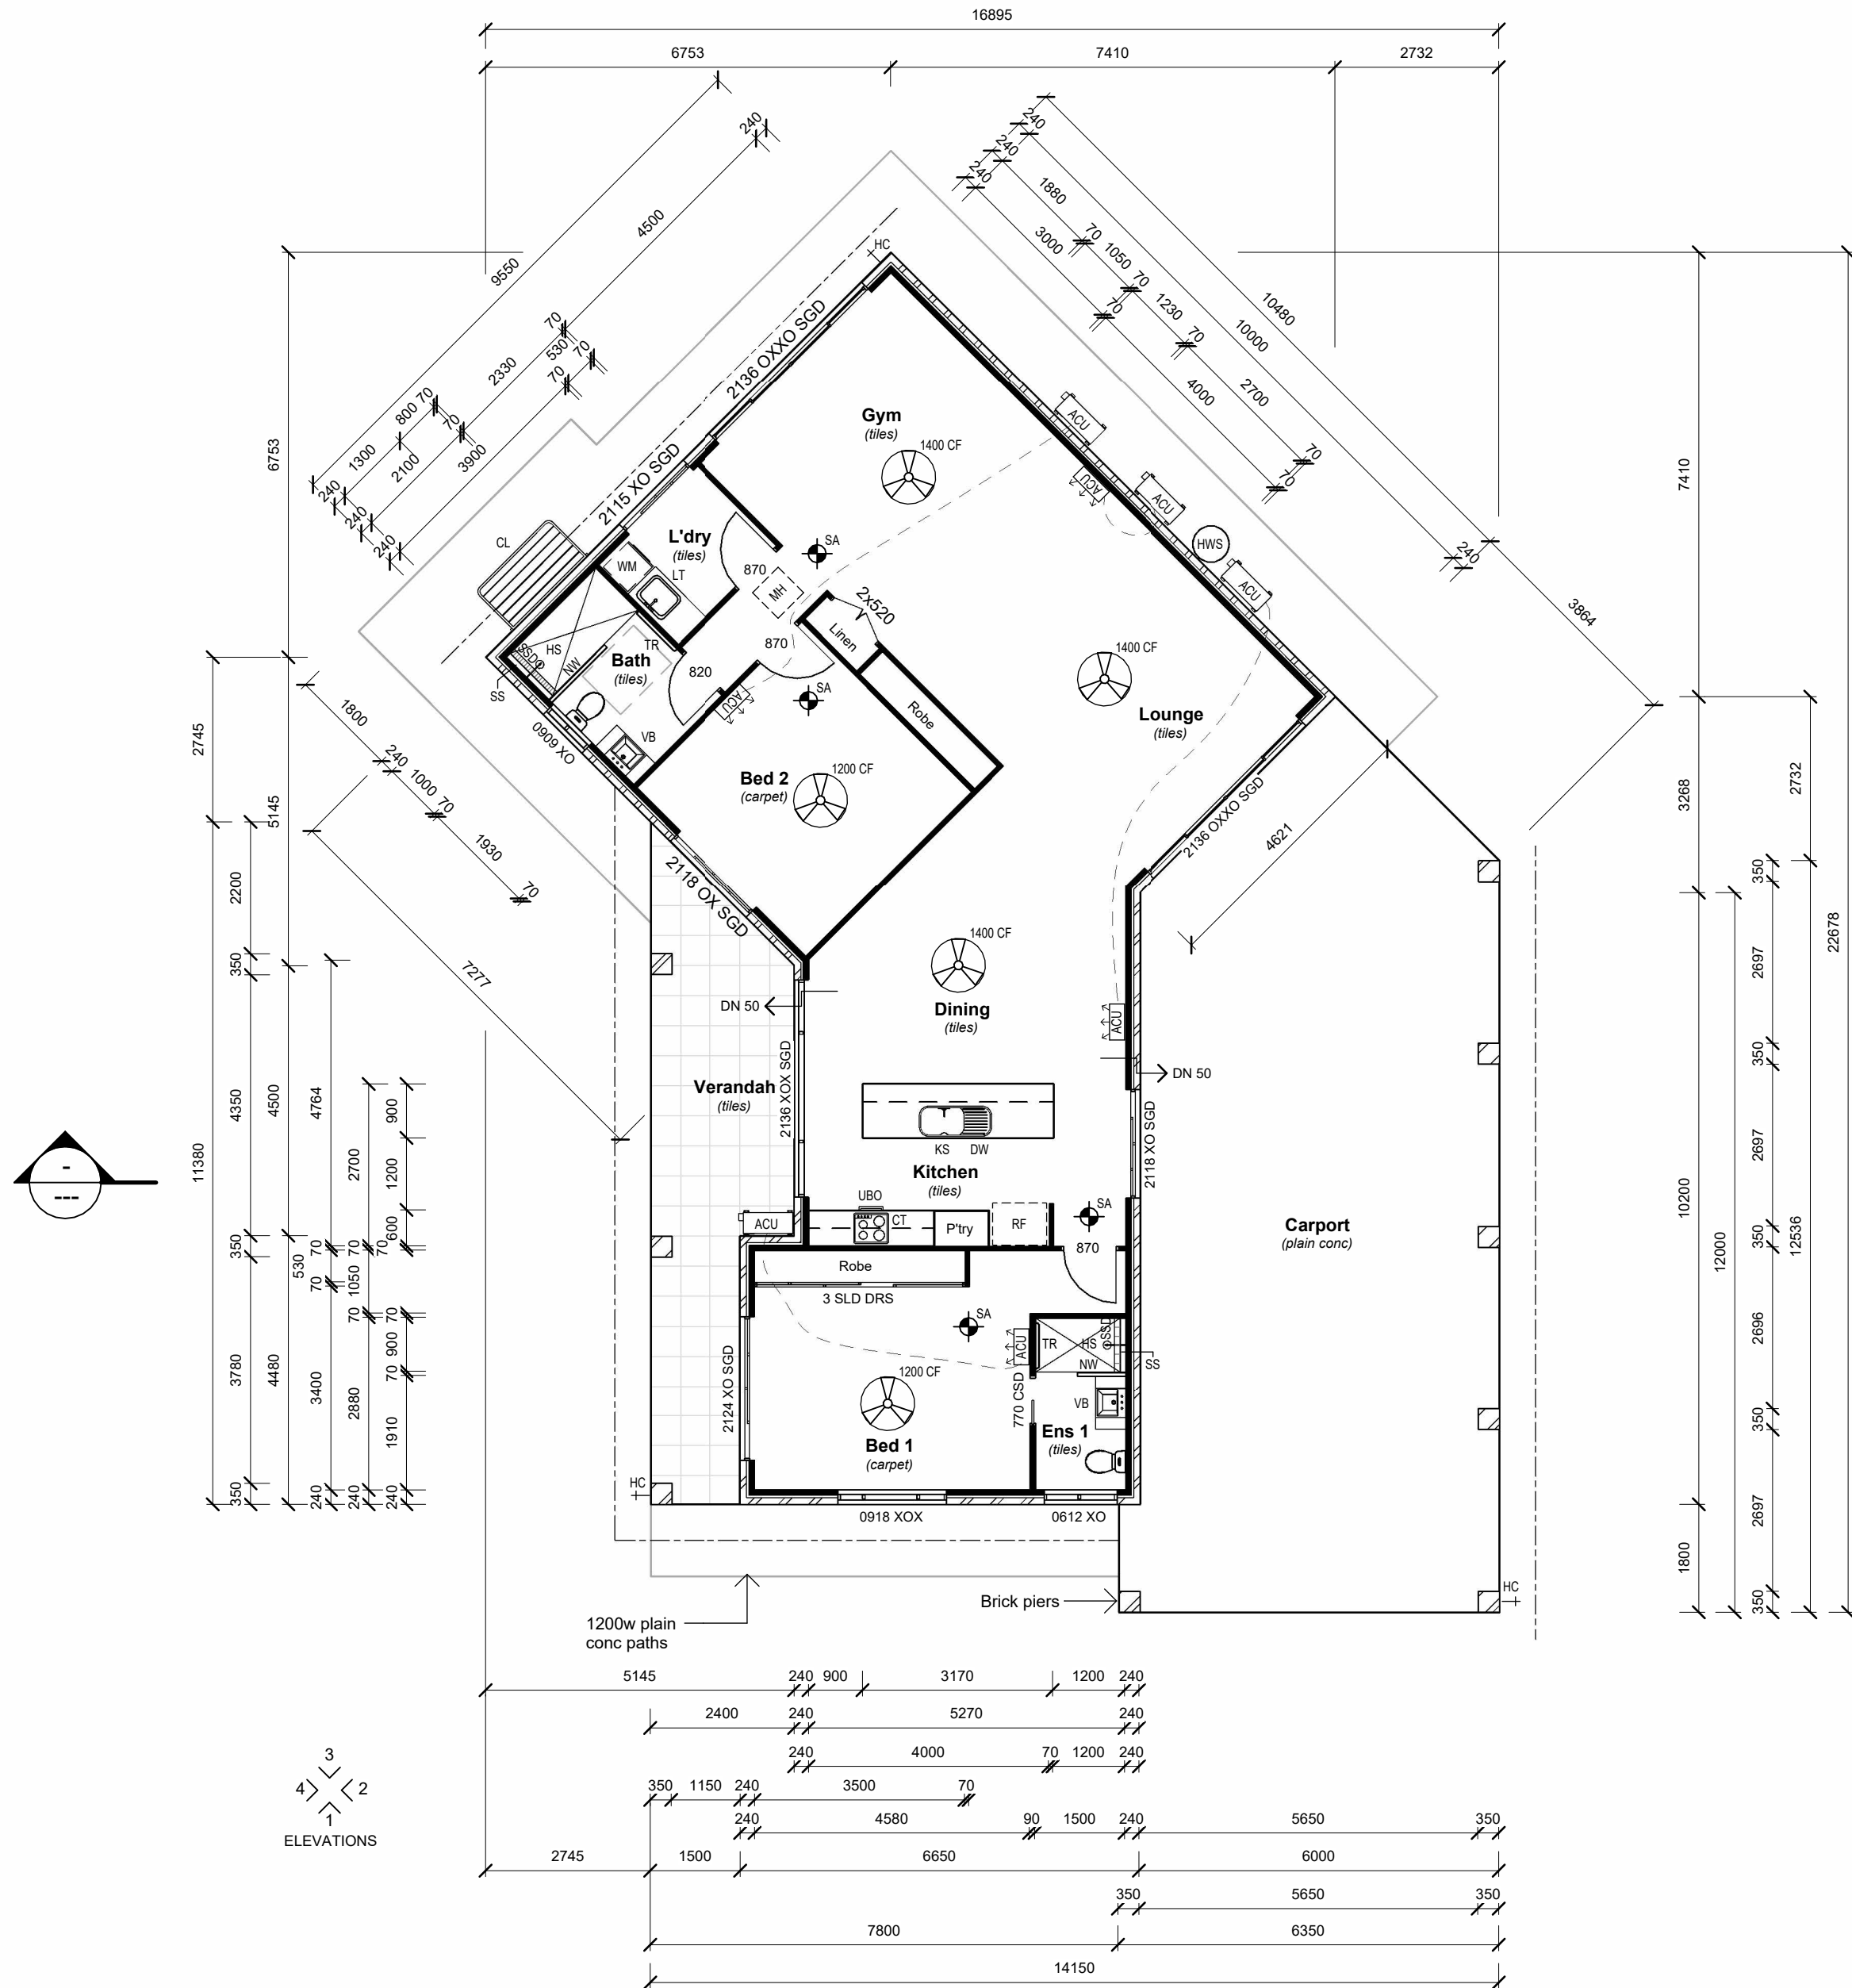 16895
6753 7410 2732
240
4500
9550
70
530
70
2330
70
800 70
70
1300
2100
3900
240
240
240
240
240
240
1880
70
1050
70
1230
70
2700
70
3000
70
4000
70
10480
10000
240
3864
HC
2136 OXXO SGD
2115 XO SGD
Gym
(tiles)
1400 CF
ACU
ACU
ACU
ACU
HWS
CL
L'dry
(tiles)
WM
LT
870
SA
MH
2x520
Linen
870
820
SA
TR
HS
SSD
NW
Bath
(tiles)
SS
VB
ACU
0909 XO
Robe
1400 CF
Lounge
(tiles)
Bed 2
(carpet)
1200 CF
2118 OX SGD
2136 OXXO SGD
4621
6753
2745
5145
1800
240
1000
70
1930
70
7277
2200
350
4350
4500
4764
11380
2700
900
1200
600
350
530
70
70
70
70
1050
70
70
900
70
3780
4480
3400
2880
1910
350
240
240
240
7410
3268
2732
22678
350
2697
350
2697
350
2696
350
2697
350
10200
12000
12536
1800
1400 CF
Dining
(tiles)
DN 50
ACU
DN 50
Verandah
(tiles)
2136 XOX SGD
KS DW
2118 XO SGD
Kitchen
(tiles)
UBO
CT
P'try
RF
SA
ACU
870
Carport
(plain conc)
Robe
3 SLD DRS
SA
ACU
TR
HS
SSD
NW
SS
2124 XO SGD
1200 CF
770 CSD
VB
Ens 1
(tiles)
Bed 1
(carpet)
HC
0918 XOX
0612 XO
HC
Brick piers
1200w plain
conc paths
-
---
5145 240 900 3170 1200 240
2400 240 5270 240
240 4000 70 1200 240
350 1150 240 3500 70
240 4580 90 1500 240 5650 350
2745 1500 6650 6000
350 5650 350
7800 6350
14150
3
4 2
1
ELEVATIONS